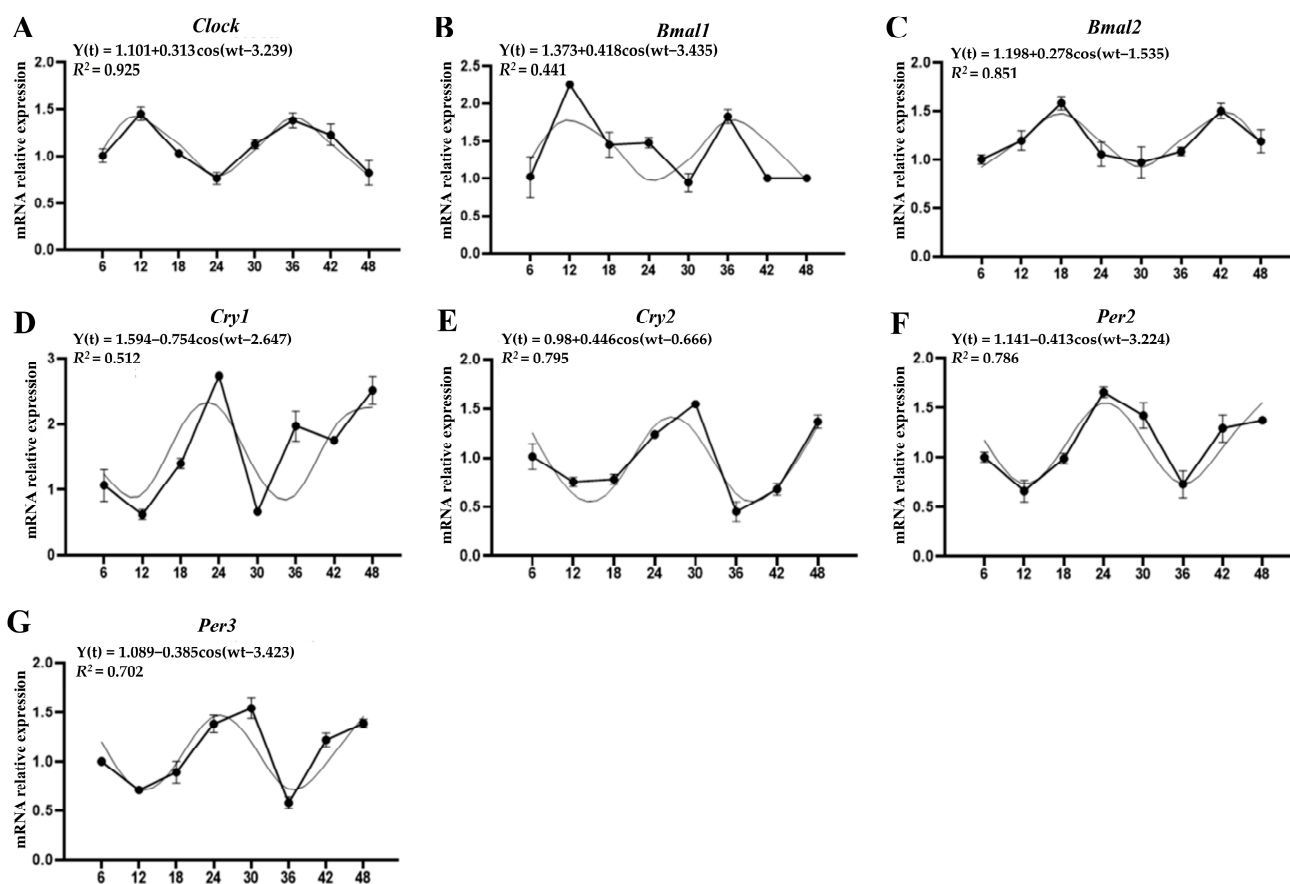 A
Clock
Y(t) = 1.101+0.313cos(wt−3.239)
R² = 0.925
mRNA relative expression
2.0
1.5
1.0
0.5
0.0
6 12 18 24 30 36 42 48
B
Bmal1
Y(t) = 1.373+0.418cos(wt−3.435)
R² = 0.441
mRNA relative expression
2.5
2.0
1.5
1.0
0.5
0.0
6 12 18 24 30 36 42 48
C
Bmal2
Y(t) = 1.198+0.278cos(wt−1.535)
R² = 0.851
mRNA relative expression
2.0
1.5
1.0
0.5
0.0
6 12 18 24 30 36 42 48
D
Cry1
Y(t) = 1.594−0.754cos(wt−2.647)
R² = 0.512
mRNA relative expression
3
2
1
0
6 12 18 24 30 36 42 48
E
Cry2
Y(t) = 0.98+0.446cos(wt−0.666)
R² = 0.795
mRNA relative expression
2.0
1.5
1.0
0.5
0.0
6 12 18 24 30 36 42 48
F
Per2
Y(t) = 1.141−0.413cos(wt−3.224)
R² = 0.786
mRNA relative expression
2.0
1.5
1.0
0.5
0.0
6 12 18 24 30 36 42 48
G
Per3
Y(t) = 1.089−0.385cos(wt−3.423)
R² = 0.702
mRNA relative expression
2.0
1.5
1.0
0.5
0.0
6 12 18 24 30 36 42 48